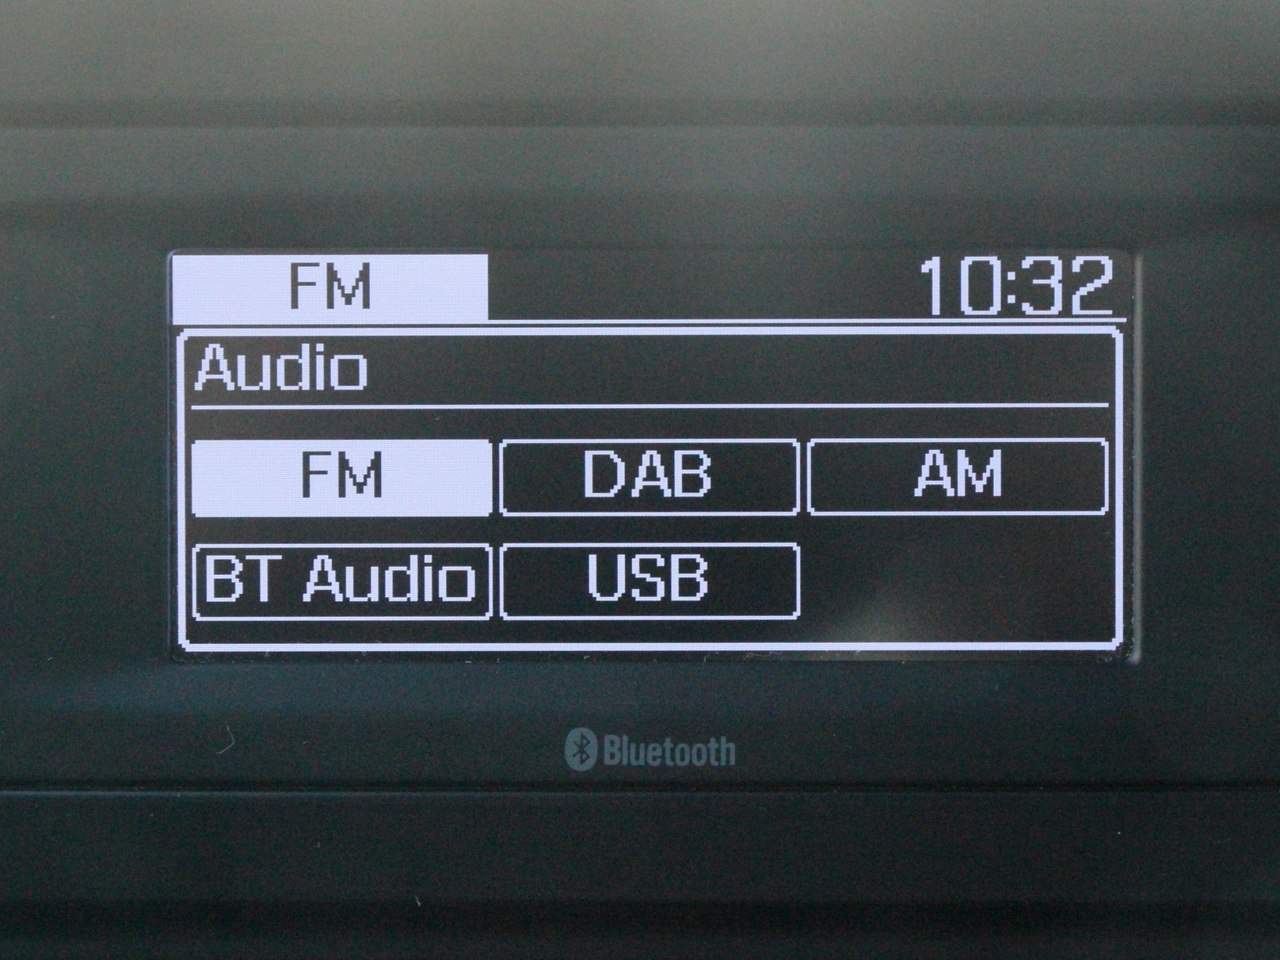 FM 10:32
Audio
FM DAB AM
BT Audio USB
Bluetooth